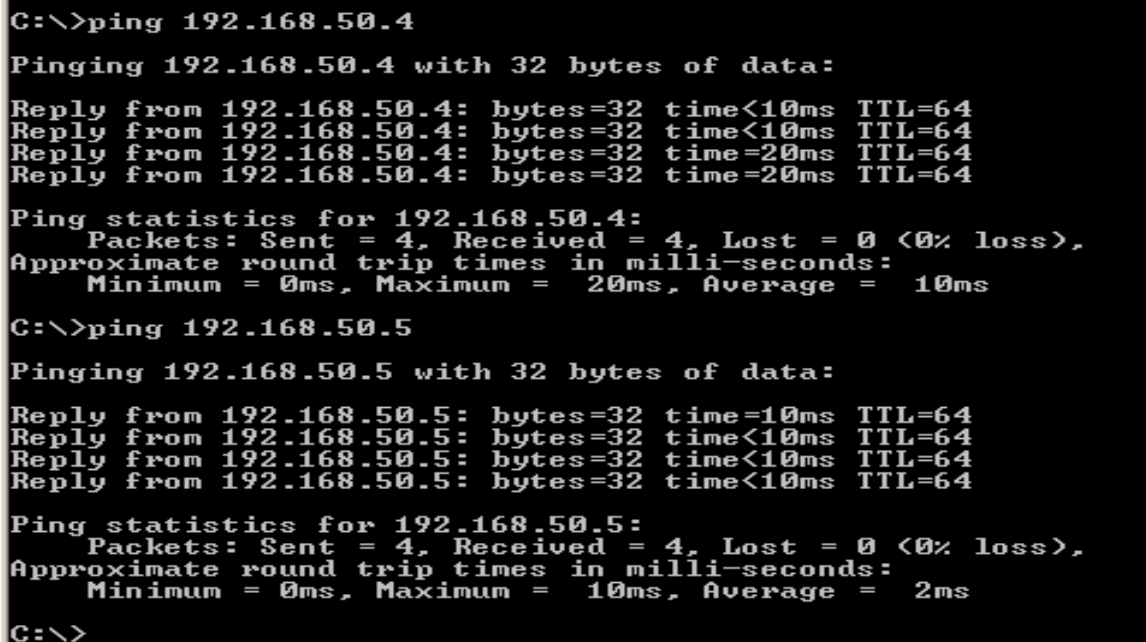 C:\>ping 192.168.50.4
Pinging 192.168.50.4 with 32 bytes of data:
Reply from 192.168.50.4: bytes=32 time<10ms TTL=64
Reply from 192.168.50.4: bytes=32 time<10ms TTL=64
Reply from 192.168.50.4: bytes=32 time=20ms TTL=64
Reply from 192.168.50.4: bytes=32 time=20ms TTL=64
Ping statistics for 192.168.50.4:
    Packets: Sent = 4, Received = 4, Lost = 0 (0% loss),
Approximate round trip times in milli-seconds:
    Minimum = 0ms, Maximum =  20ms, Average =  10ms
C:\>ping 192.168.50.5
Pinging 192.168.50.5 with 32 bytes of data:
Reply from 192.168.50.5: bytes=32 time=10ms TTL=64
Reply from 192.168.50.5: bytes=32 time<10ms TTL=64
Reply from 192.168.50.5: bytes=32 time<10ms TTL=64
Reply from 192.168.50.5: bytes=32 time<10ms TTL=64
Ping statistics for 192.168.50.5:
    Packets: Sent = 4, Received = 4, Lost = 0 (0% loss),
Approximate round trip times in milli-seconds:
    Minimum = 0ms, Maximum =  10ms, Average =  2ms
C:\>